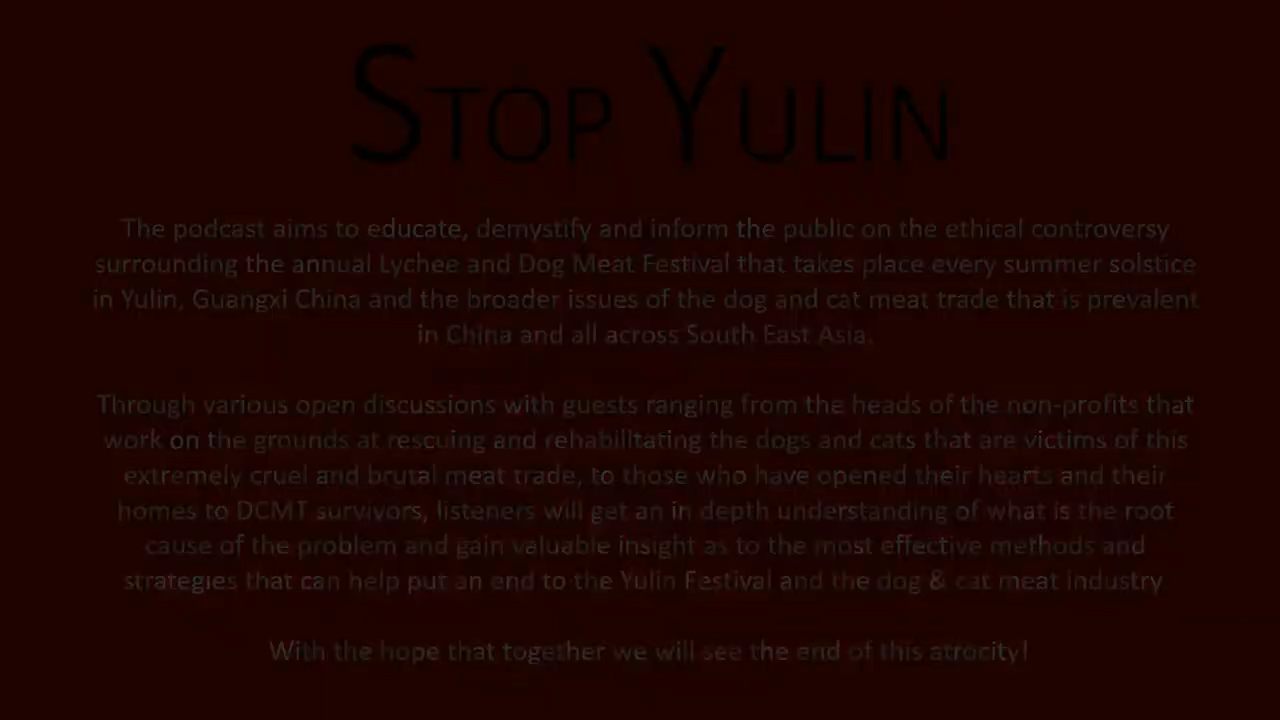 STOP YULIN
The podcast aims to educate, demystify and inform the public on the ethical controversy
surrounding the annual Lychee and Dog Meat Festival that takes place every summer solstice
in Yulin, Guangxi China and the broader issues of the dog and cat meat trade that is prevalent
in China and all across South East Asia.
Through various open discussions with guests ranging from the heads of the non-profits that
work on the grounds at rescuing and rehabilitating the dogs and cats that are victims of this
extremely cruel and brutal meat trade, to those who have opened their hearts and their
homes to DCMT survivors, listeners will get an in depth understanding of what is the root
cause of the problem and gain valuable insight as to the most effective methods and
strategies that can help put an end to the Yulin Festival and the dog & cat meat industry
With the hope that together we will see the end of this atrocity!